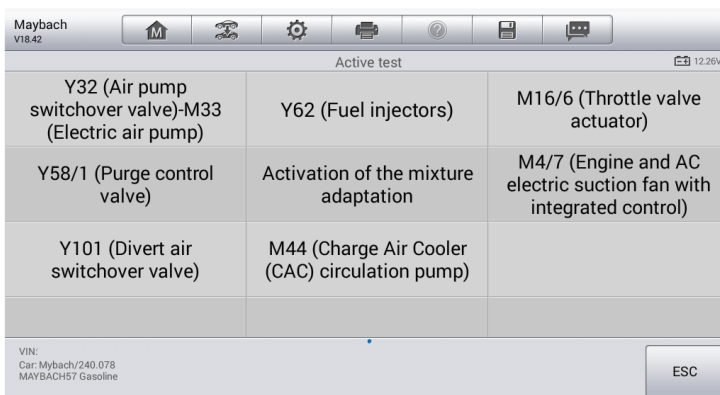 Maybach
V18.42
M
Active test
12.26V
Y32 (Air pump
switchover valve)-M33
(Electric air pump)
Y62 (Fuel injectors)
M16/6 (Throttle valve
actuator)
Y58/1 (Purge control
valve)
Activation of the mixture
adaptation
M4/7 (Engine and AC
electric suction fan with
integrated control)
Y101 (Divert air
switchover valve)
M44 (Charge Air Cooler
(CAC) circulation pump)
VIN:
Car: Mybach/240.078
MAYBACH57 Gasoline
ESC